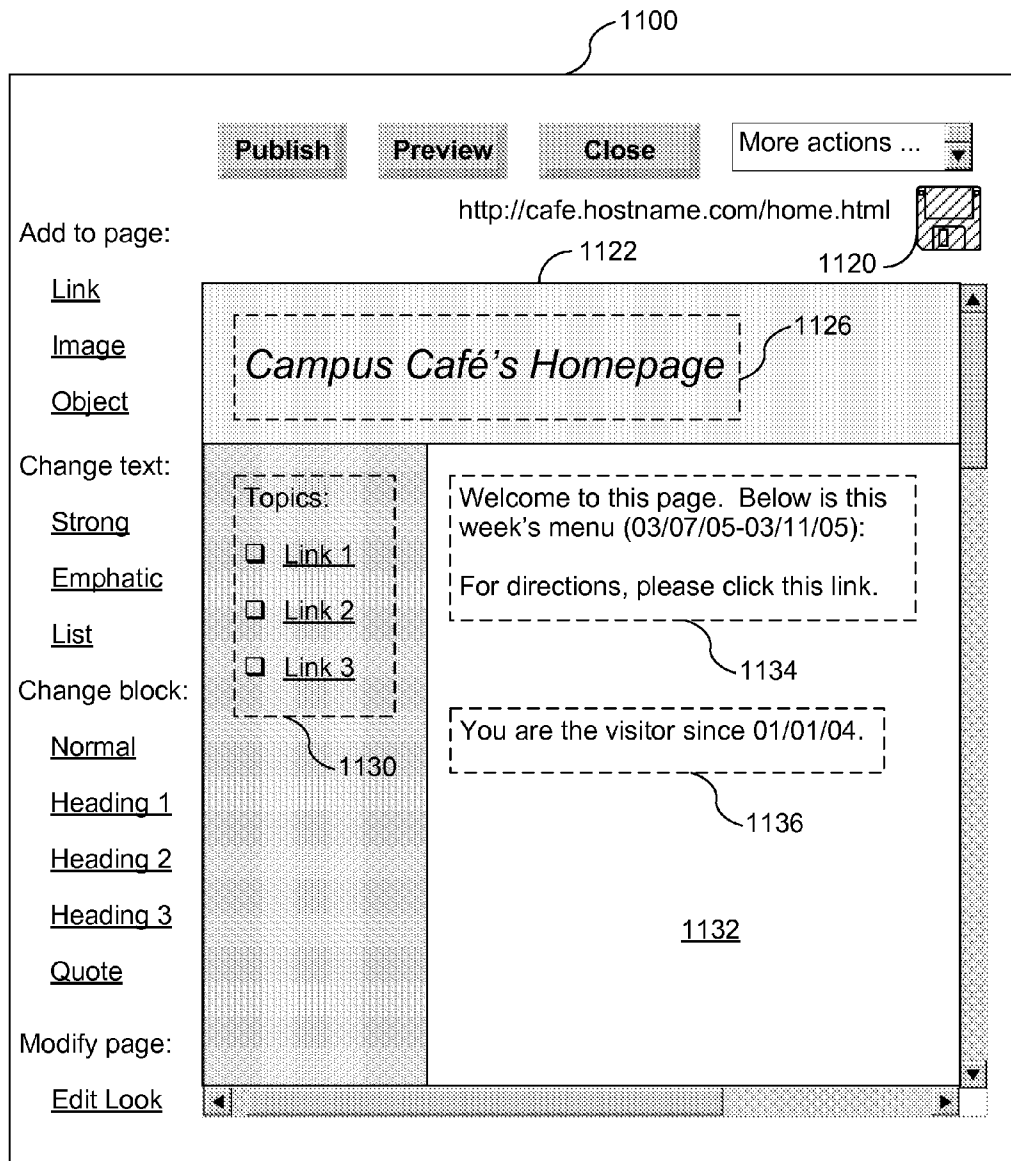 1100
Publish
Preview
Close
More actions ...
http://cafe.hostname.com/home.html
1120
1122
Add to page:
Link
Image
Object
Change text:
Strong
Emphatic
List
Change block:
Normal
Heading 1
Heading 2
Heading 3
Quote
Modify page:
Edit Look
Campus Café's Homepage
1126
Topics:
Link 1
Link 2
Link 3
1130
Welcome to this page. Below is this
week's menu (03/07/05-03/11/05):
For directions, please click this link.
1134
You are the visitor since 01/01/04.
1136
1132